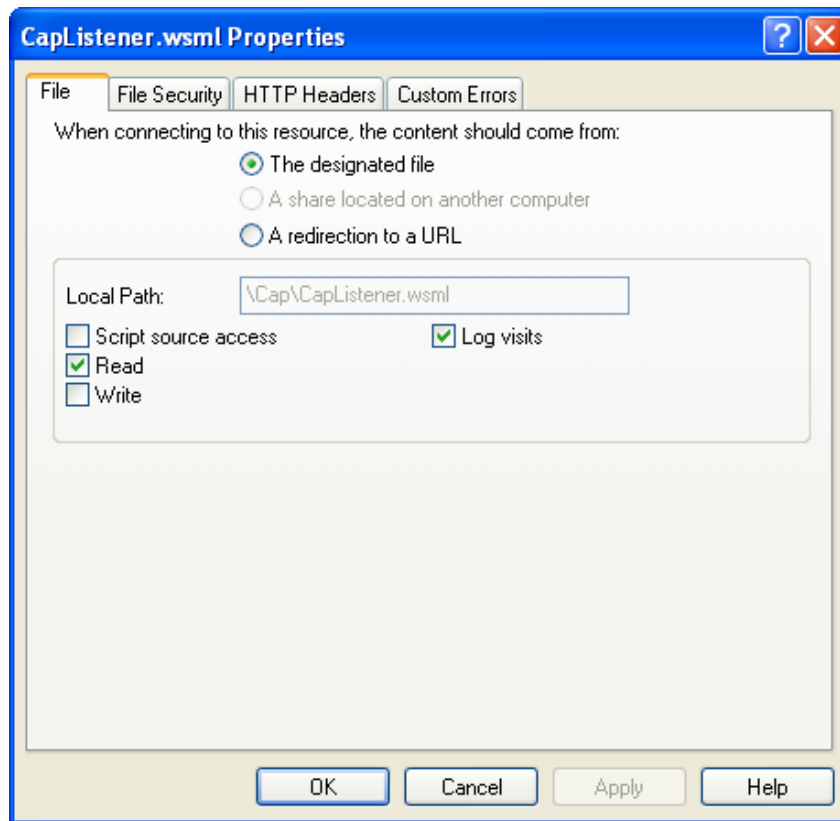 CapListener.wsml Properties
File File Security HTTP Headers Custom Errors
When connecting to this resource, the content should come from:
The designated file
A share located on another computer
A redirection to a URL
Local Path: \Cap\CapListener.wsml
Script source access Log visits
Read
Write
OK Cancel Apply Help